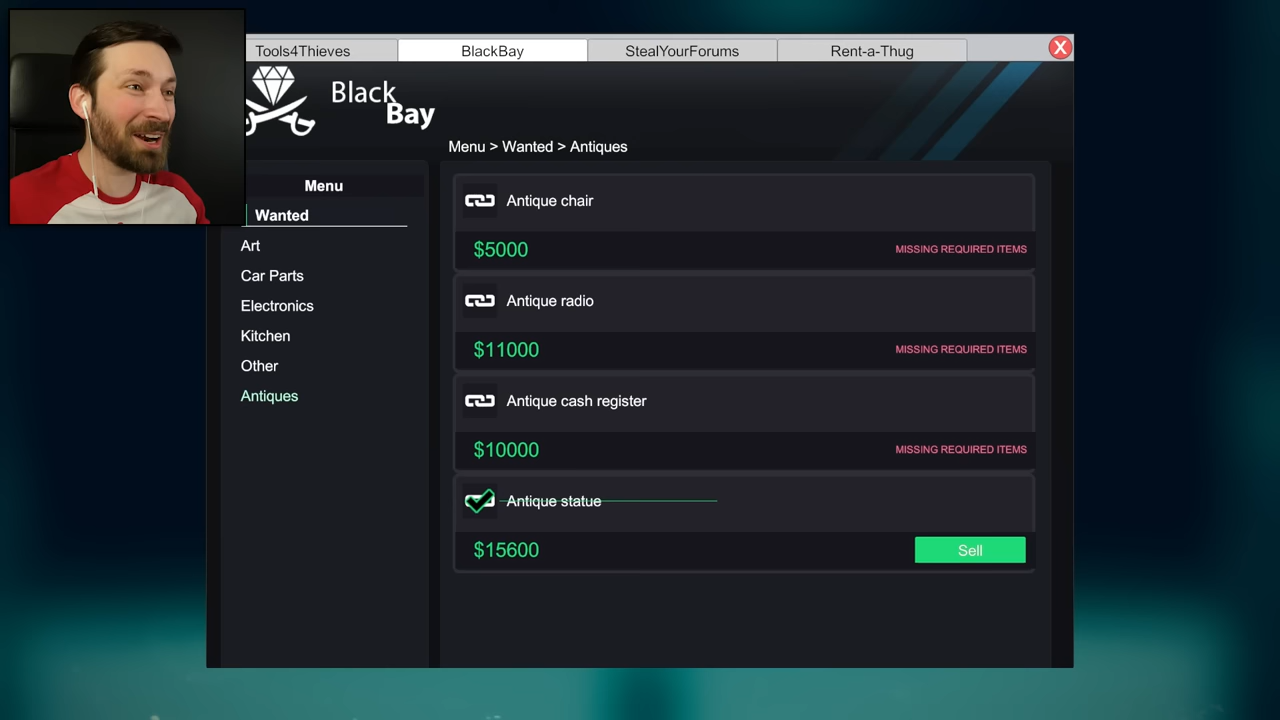 Tools4Thieves
BlackBay
StealYourForums
Rent-a-Thug
X
Black
Bay
Menu > Wanted > Antiques
Menu
Wanted
Art
Car Parts
Electronics
Kitchen
Other
Antiques
Antique chair
$5000
MISSING REQUIRED ITEMS
Antique radio
$11000
MISSING REQUIRED ITEMS
Antique cash register
$10000
MISSING REQUIRED ITEMS
Antique statue
$15600
Sell